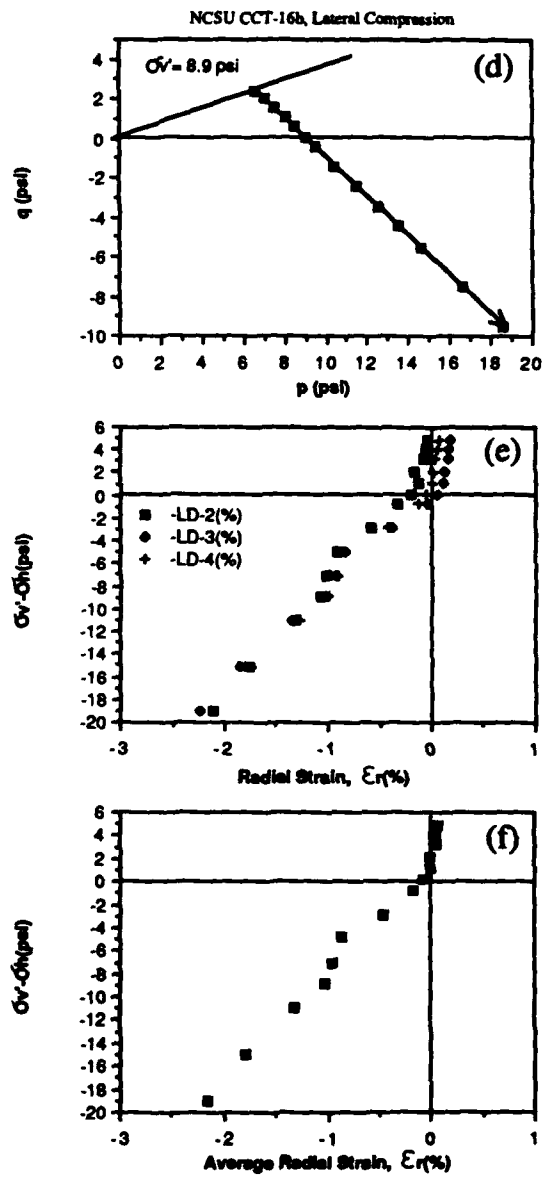 NCSU CCT-16b, Lateral Compression
σv'= 8.9 psi
(d)
4
2
0
-2
-4
-6
-8
-10
q (psi)
0 2 4 6 8 10 12 14 16 18 20
p (psi)
(e)
6
4
2
0
-2
-4
-6
-8
-10
-12
-14
-16
-18
-20
σv'-σh(psi)
-LD-2(%)
-LD-3(%)
-LD-4(%)
-3 -2 -1 0 1
Radial Strain, εr(%)
(f)
6
4
2
0
-2
-4
-6
-8
-10
-12
-14
-16
-18
-20
σv'-σh(psi)
-3 -2 -1 0 1
Average Radial Strain, εr(%)